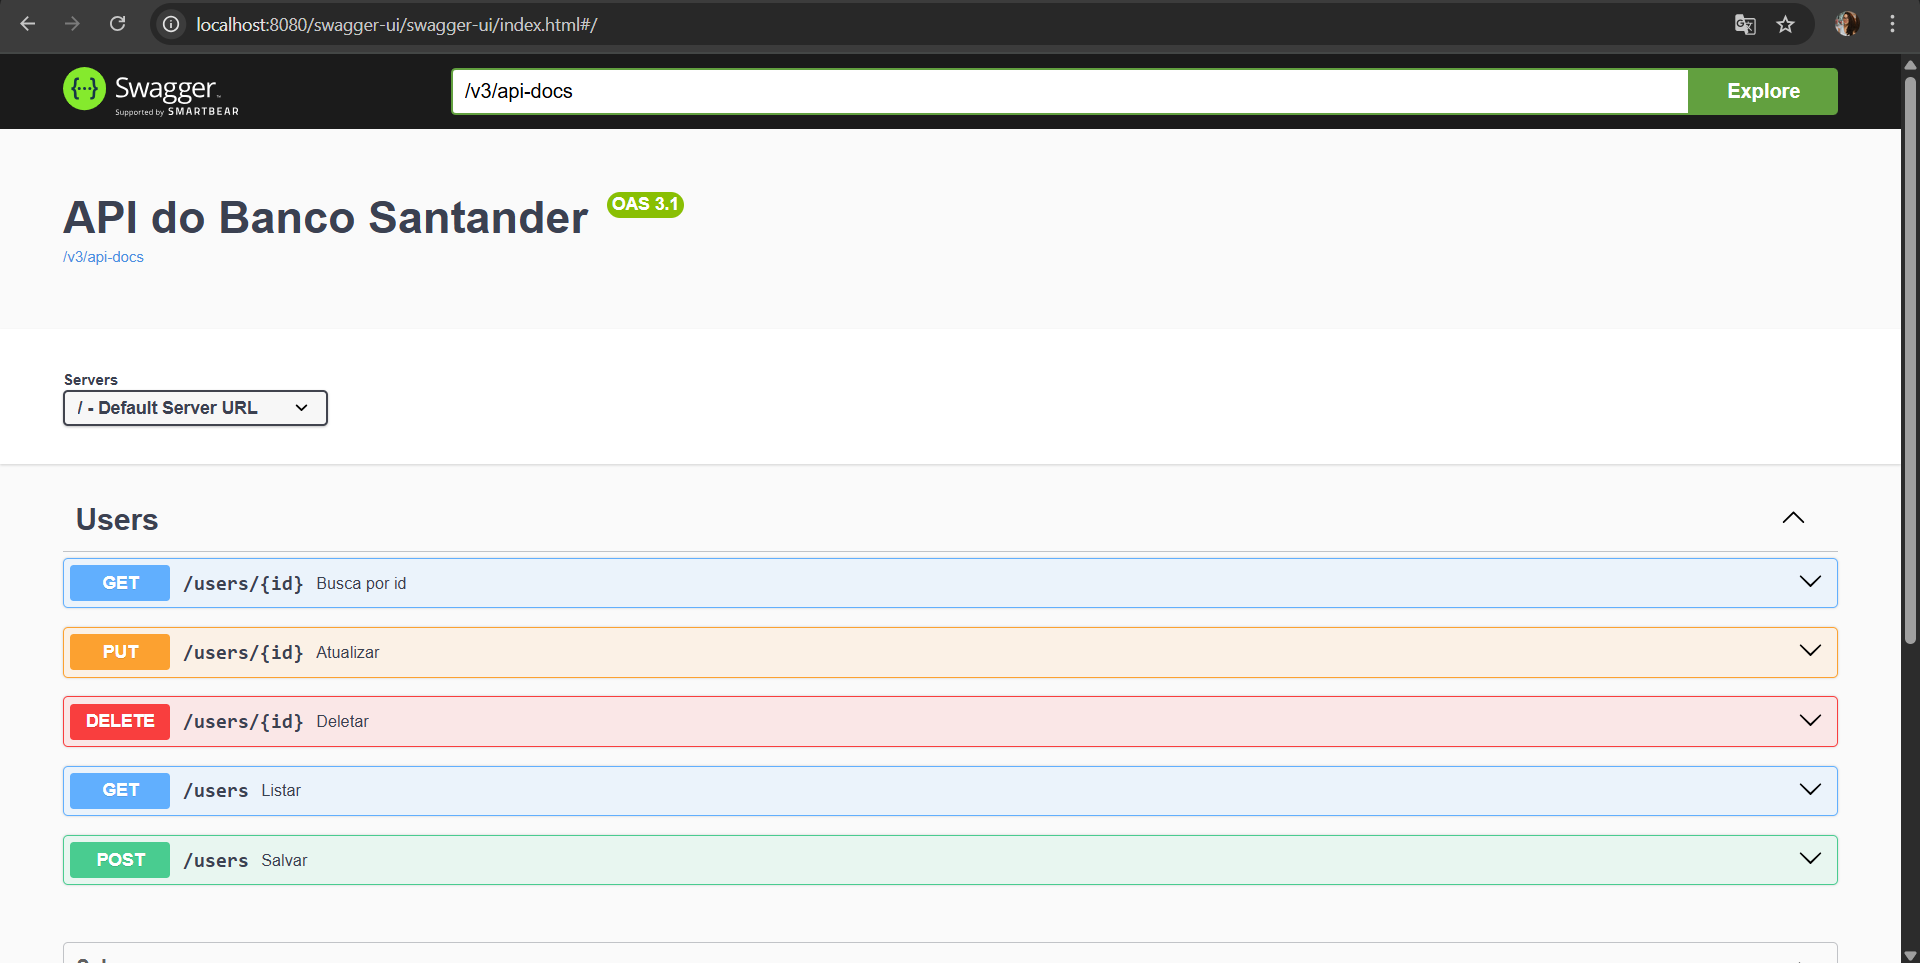 localhost:8080/swagger-ui/swagger-ui/index.html#/
Swagger™
Supported by SMARTBEAR
/v3/api-docs
Explore
API do Banco Santander
OAS 3.1
/v3/api-docs
Servers
/ - Default Server URL
Users
GET /users/{id} Busca por id
PUT /users/{id} Atualizar
DELETE /users/{id} Deletar
GET /users Listar
POST /users Salvar